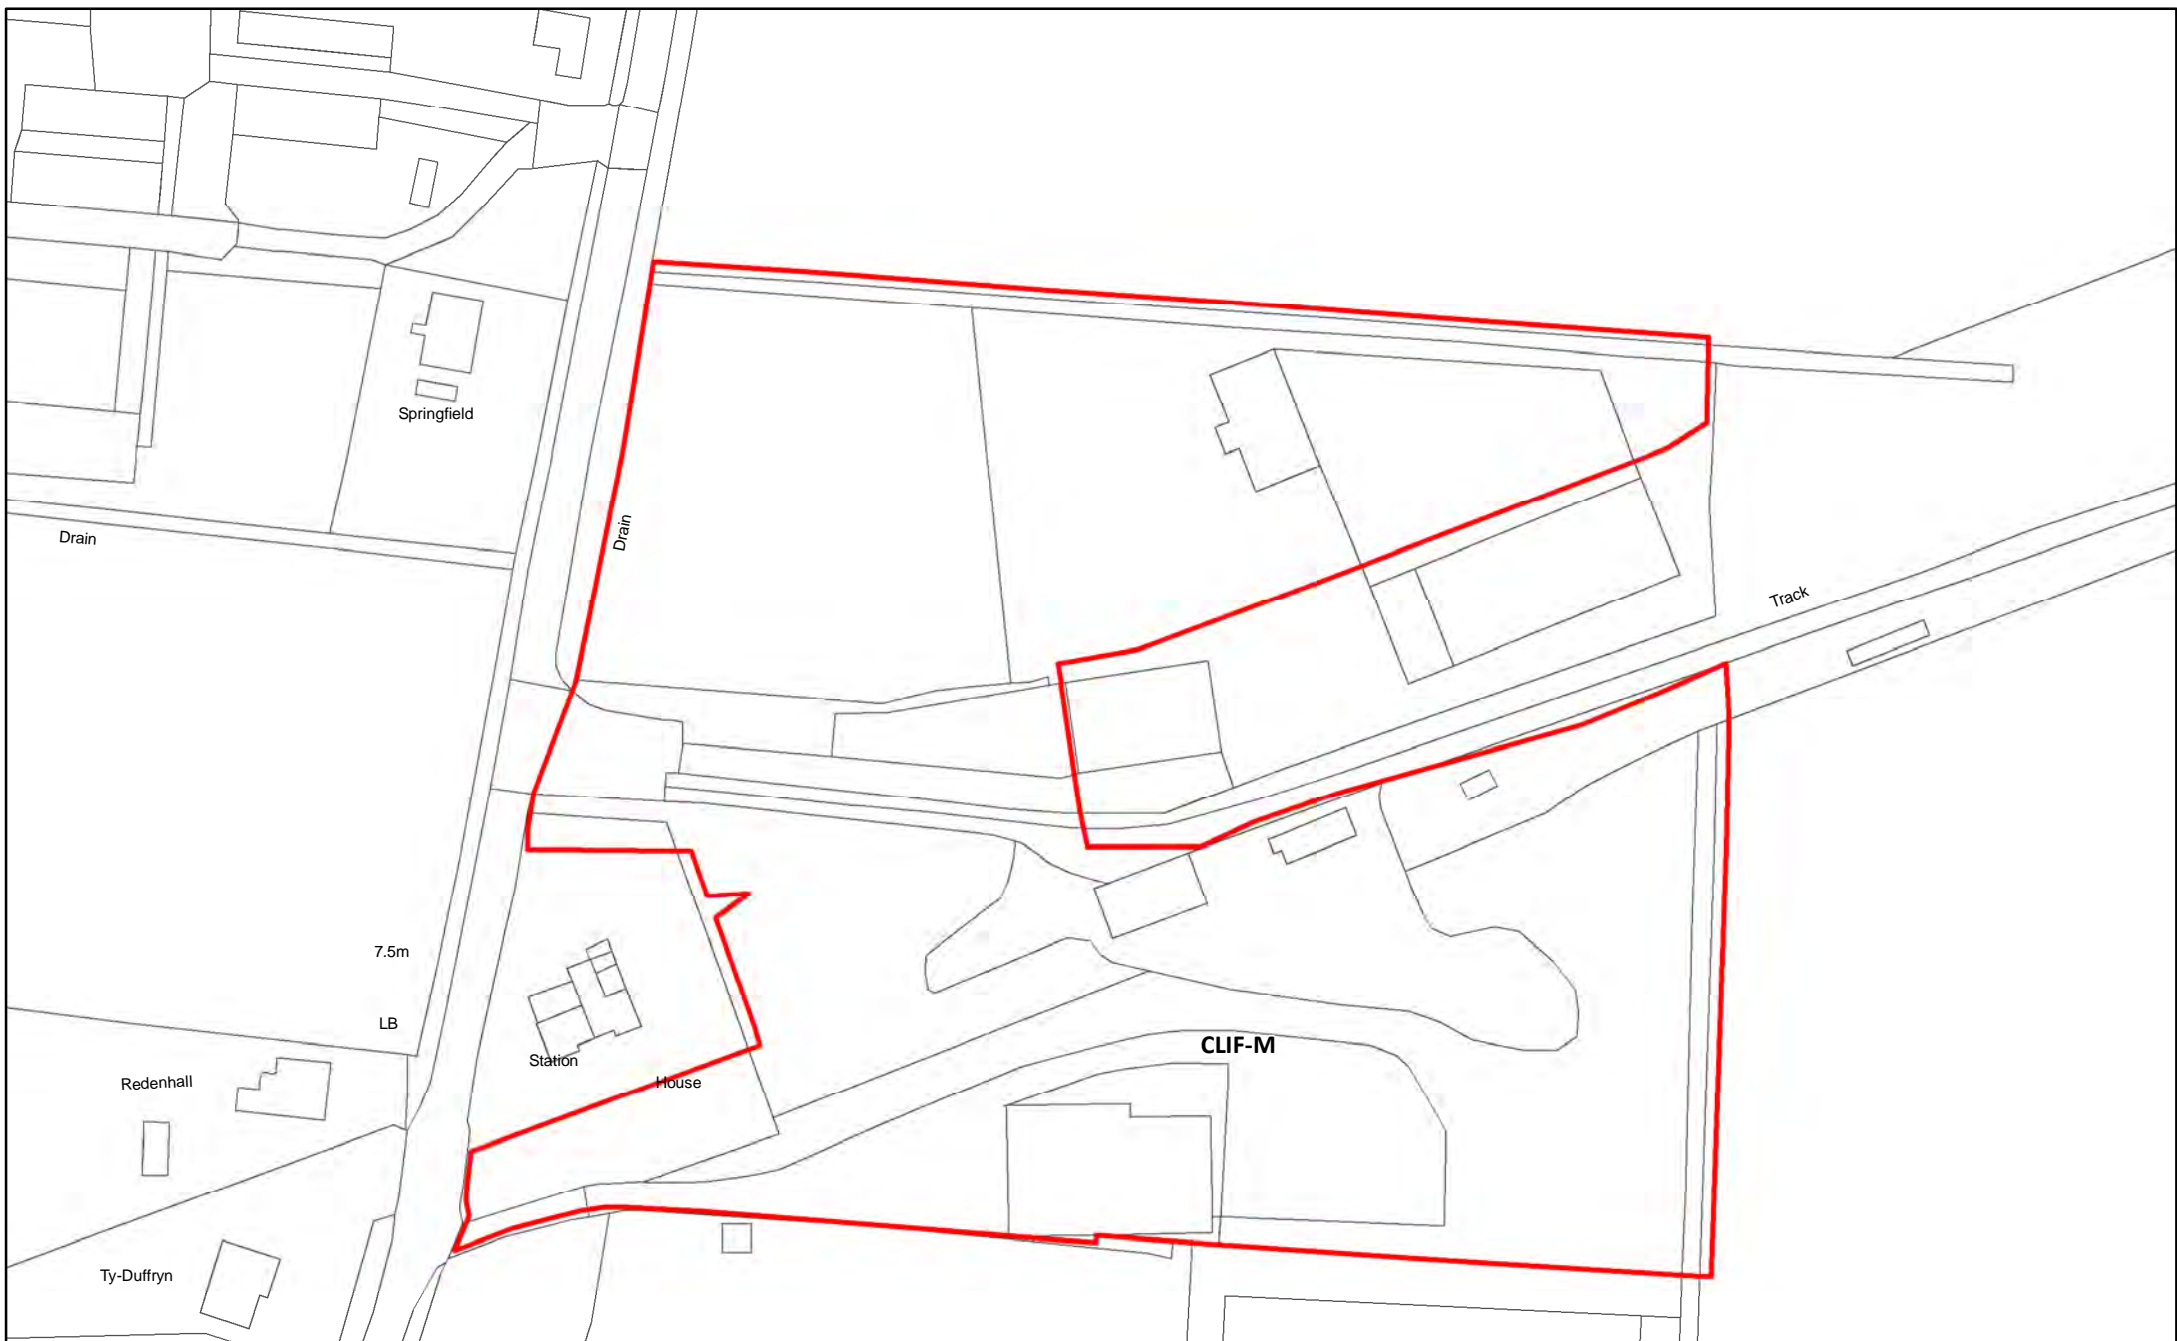 Springfield
Drain
Drain
Track
7.5m
LB
Station
House
CLIF-M
Redenhall
Ty-Duffryn